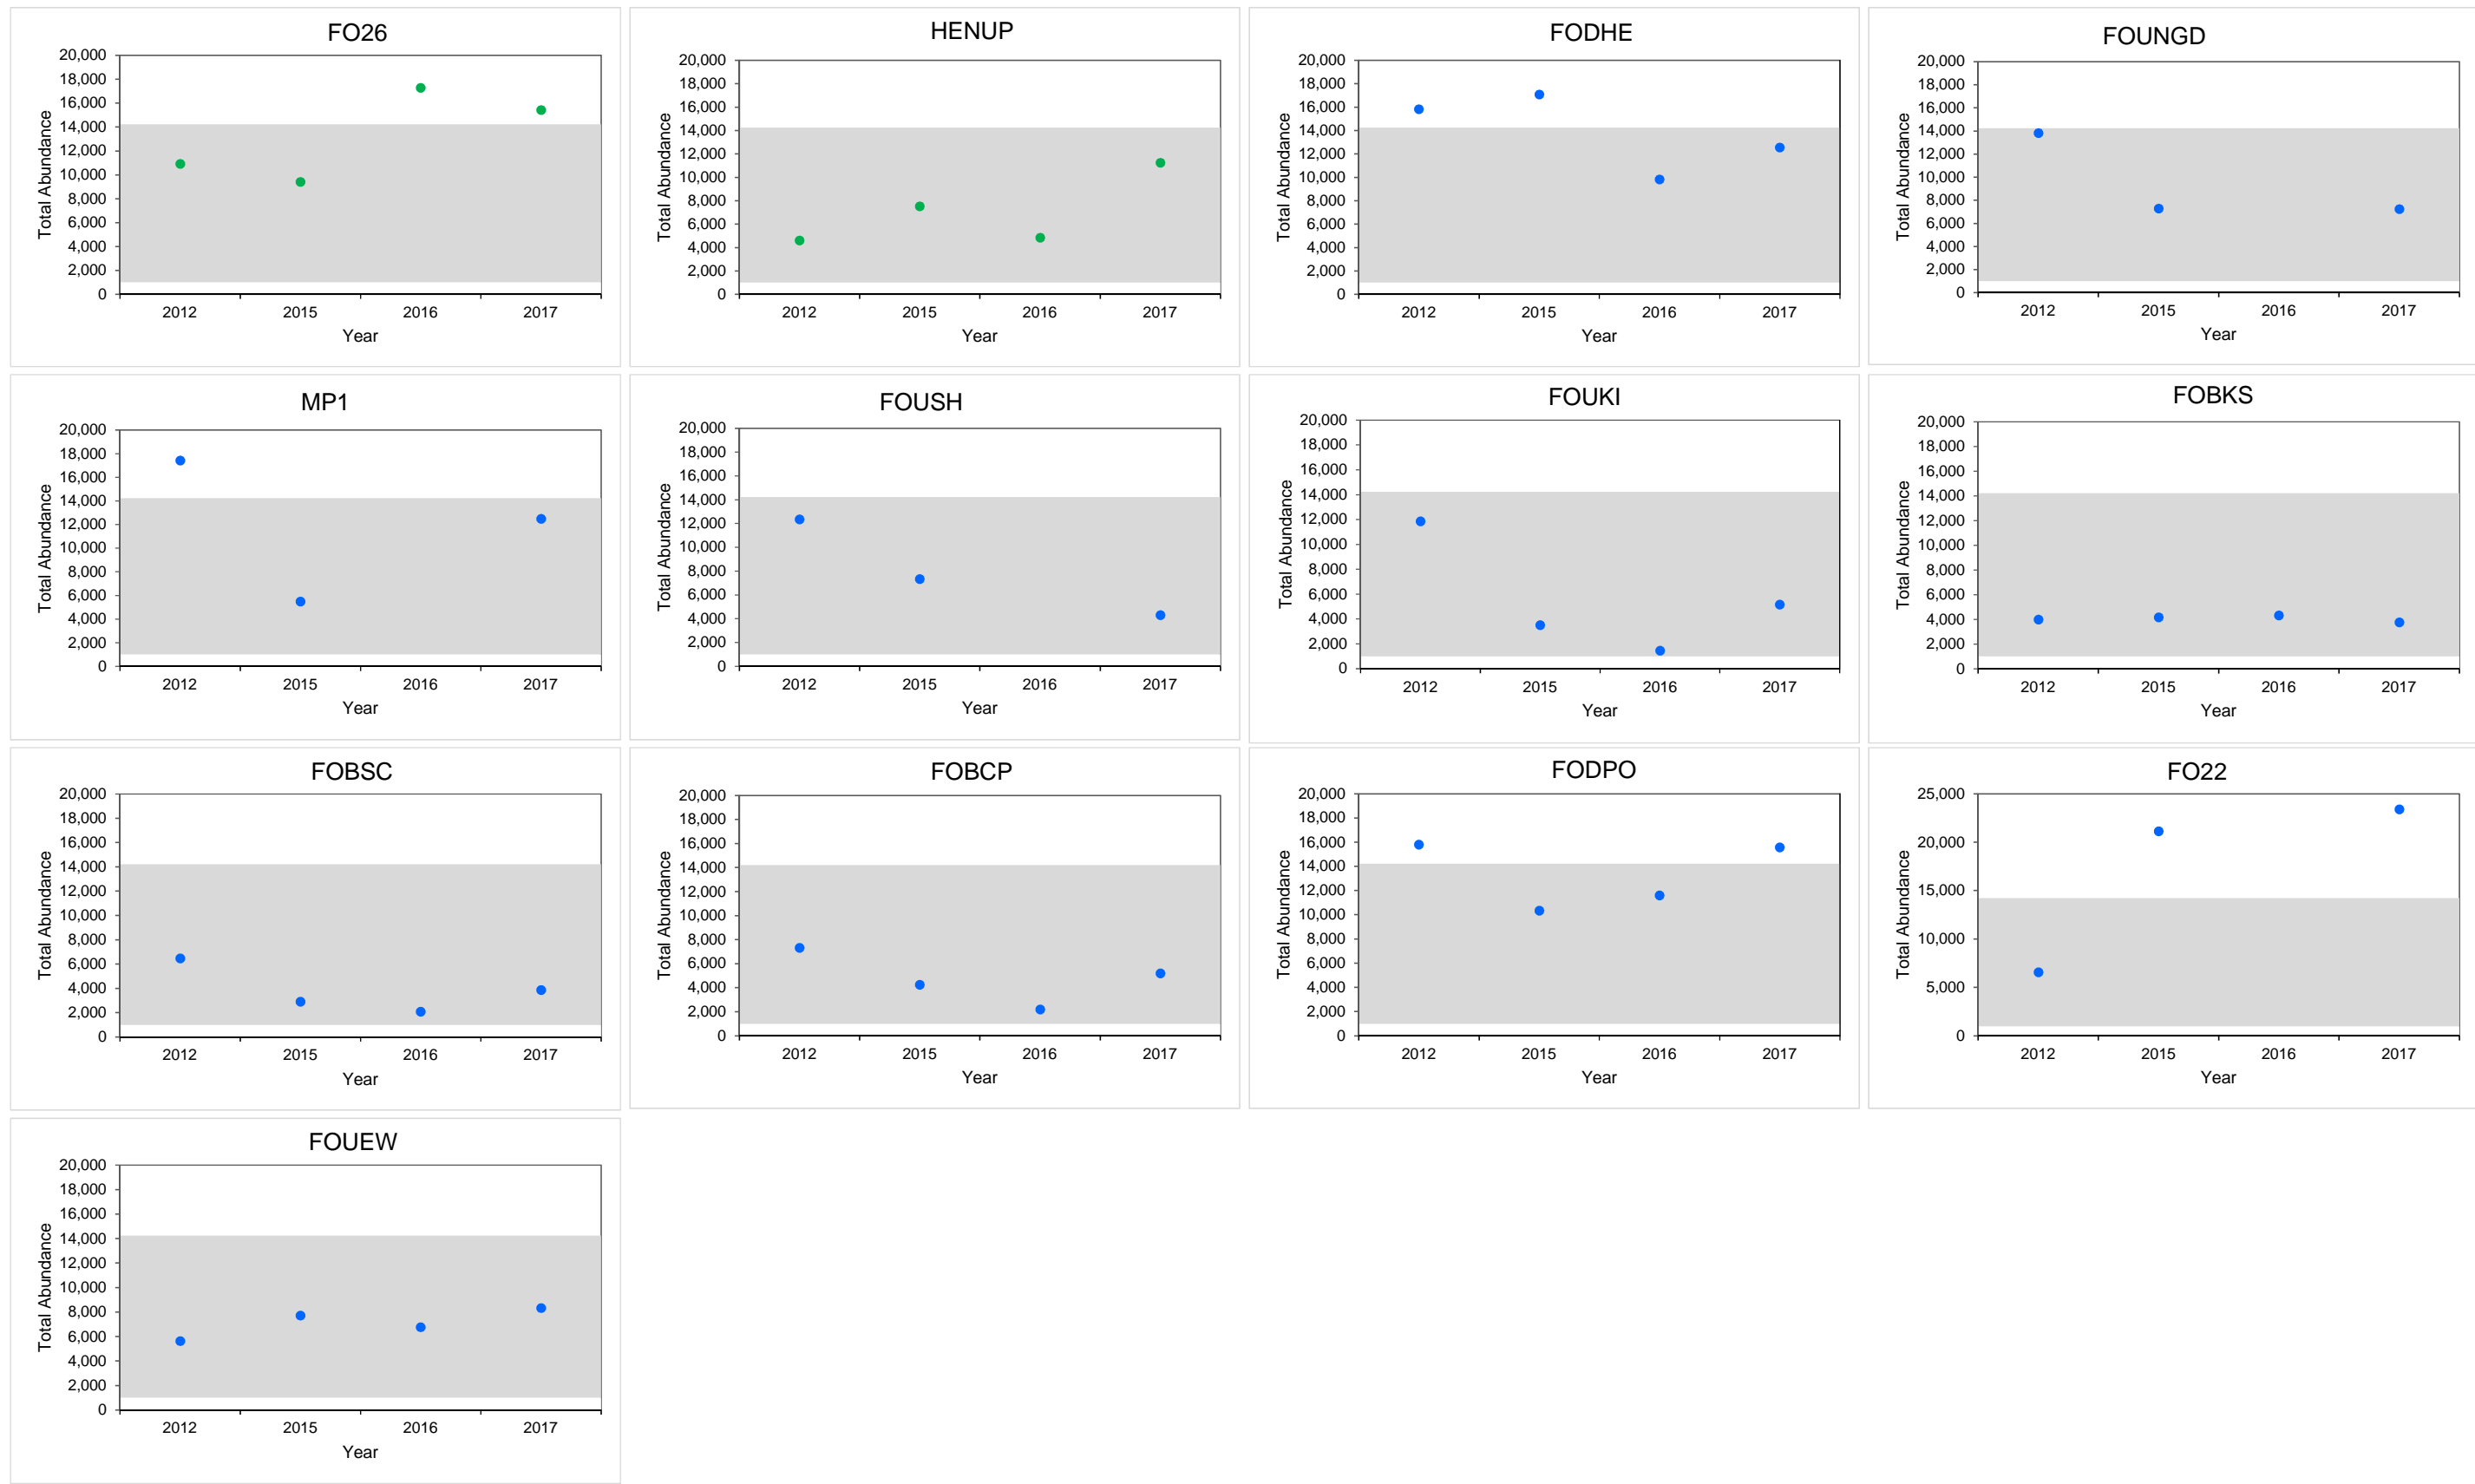 FO26
20,000
18,000
16,000
14,000
12,000
10,000
8,000
6,000
4,000
2,000
0
Total Abundance
2012 2015 2016 2017
Year
HENUP
20,000
18,000
16,000
14,000
12,000
10,000
8,000
6,000
4,000
2,000
0
Total Abundance
2012 2015 2016 2017
Year
FODHE
20,000
18,000
16,000
14,000
12,000
10,000
8,000
6,000
4,000
2,000
0
Total Abundance
2012 2015 2016 2017
Year
FOUNGD
20,000
18,000
16,000
14,000
12,000
10,000
8,000
6,000
4,000
2,000
0
Total Abundance
2012 2015 2016 2017
Year
MP1
20,000
18,000
16,000
14,000
12,000
10,000
8,000
6,000
4,000
2,000
0
Total Abundance
2012 2015 2016 2017
Year
FOUSH
20,000
18,000
16,000
14,000
12,000
10,000
8,000
6,000
4,000
2,000
0
Total Abundance
2012 2015 2016 2017
Year
FOUKI
20,000
18,000
16,000
14,000
12,000
10,000
8,000
6,000
4,000
2,000
0
Total Abundance
2012 2015 2016 2017
Year
FOBKS
20,000
18,000
16,000
14,000
12,000
10,000
8,000
6,000
4,000
2,000
0
Total Abundance
2012 2015 2016 2017
Year
FOBSC
20,000
18,000
16,000
14,000
12,000
10,000
8,000
6,000
4,000
2,000
0
Total Abundance
2012 2015 2016 2017
Year
FOBCP
20,000
18,000
16,000
14,000
12,000
10,000
8,000
6,000
4,000
2,000
0
Total Abundance
2012 2015 2016 2017
Year
FODPO
20,000
18,000
16,000
14,000
12,000
10,000
8,000
6,000
4,000
2,000
0
Total Abundance
2012 2015 2016 2017
Year
FO22
25,000
20,000
15,000
10,000
5,000
0
Total Abundance
2012 2015 2016 2017
Year
FOUEW
20,000
18,000
16,000
14,000
12,000
10,000
8,000
6,000
4,000
2,000
0
Total Abundance
2012 2015 2016 2017
Year